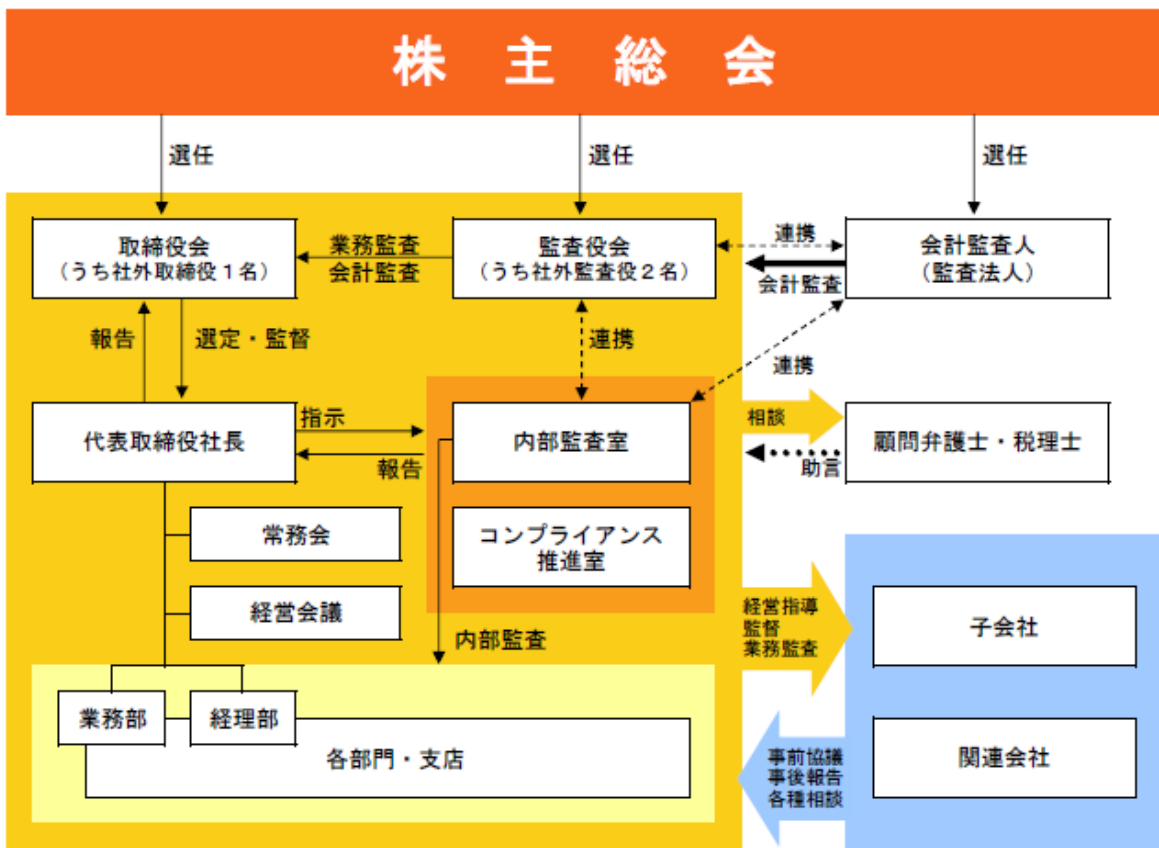 株 主 総 会
選任
選任
選任
取締役会
（うち社外取締役１名）
業務監査
会計監査
監査役会
（うち社外監査役２名）
連携
会計監査
会計監査人
（監査法人）
報告
選定・監督
連携
連携
代表取締役社長
指示
報告
内部監査室
相談
助言
顧問弁護士・税理士
常務会
コンプライアンス
推進室
経営会議
内部監査
経営指導
監督
業務監査
子会社
業務部
経理部
各部門・支店
事前協議
事後報告
各種相談
関連会社